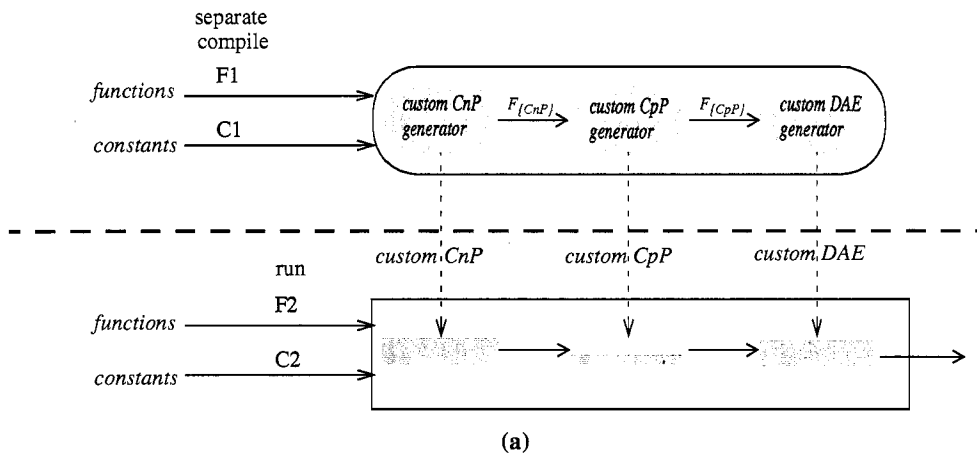 separate
compile
functions F1
constants C1
custom CnP generator
F{CnP}
custom CpP generator
F{CpP}
custom DAE generator
custom CnP custom CpP custom DAE
run
functions F2
constants C2
(a)